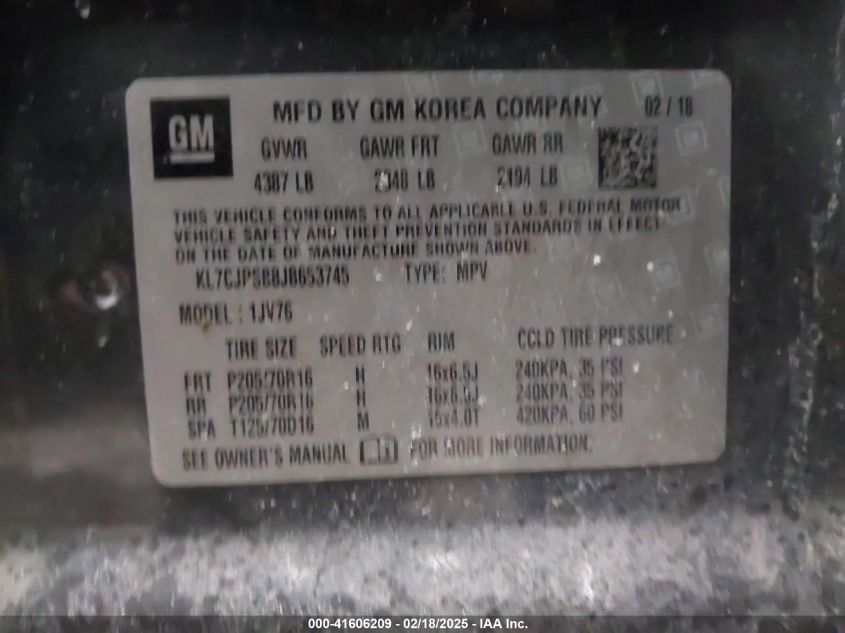 GM
MFD BY GM KOREA COMPANY 02 / 18
GVWR GAWR FRT GAWR RR
4387 LB 2348 LB 2194 LB
THIS VEHICLE CONFORMS TO ALL APPLICABLE U.S. FEDERAL MOTOR
VEHICLE SAFETY AND THEFT PREVENTION STANDARDS IN EFFECT
ON THE DATE OF MANUFACTURE SHOWN ABOVE.
KL7CJPSB8JB653745 TYPE: MPV
MODEL : 1JV76
TIRE SIZE SPEED RTG RIM COLD TIRE PRESSURE
FRT P205/70R16 H 16x6.5J 240KPA, 35 PSI
RR P205/70R16 H 16x6.5J 240KPA, 35 PSI
SPA T125/70D16 M 420KPA, 60 PSI
SEE OWNER'S MANUAL FOR MORE INFORMATION.
000-41606209 - 02/18/2025 - IAA Inc.